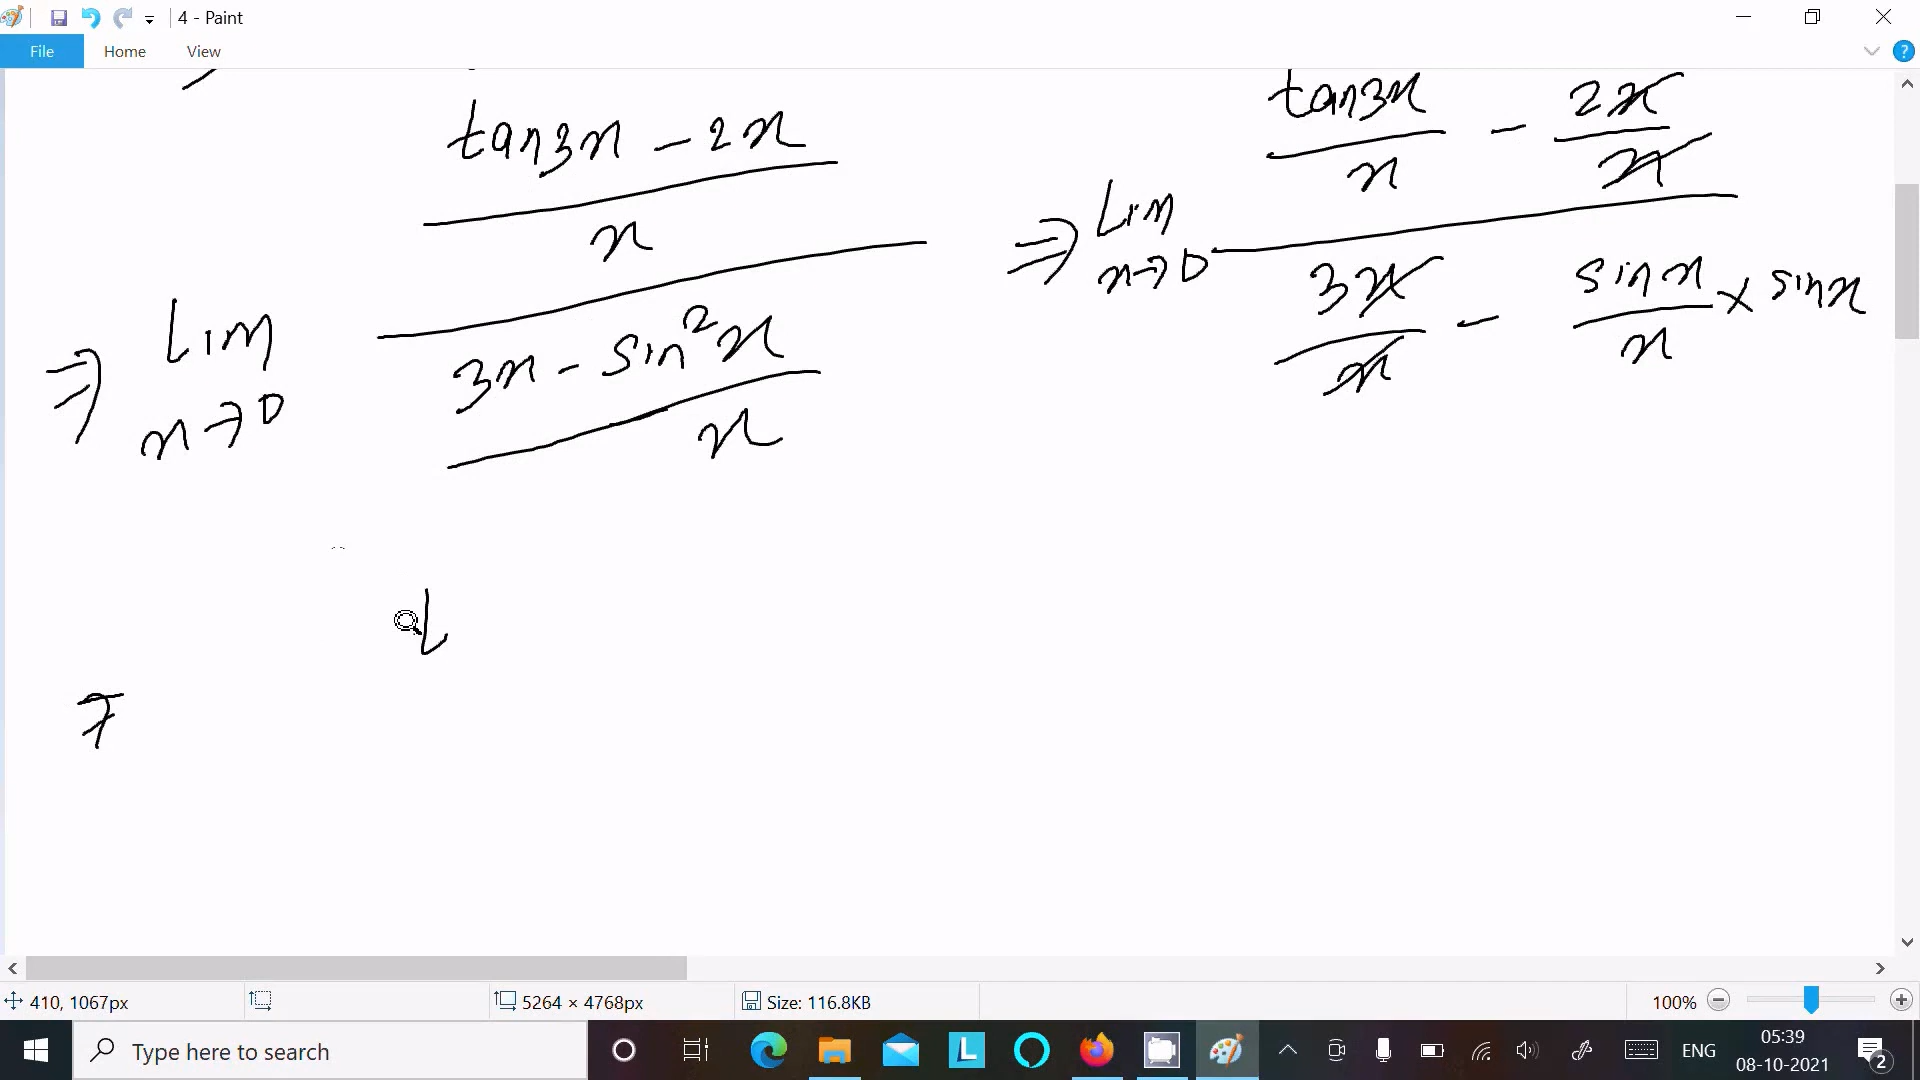 4 - Paint
File Home View
tan3x - 2x
x
3x - sin²x
x
⇒ Lim
x→0
tan3x/x - 2x/x
⇒ Lim
x→0
3x/x - sinx/x × sinx
L
410, 1067px
5264 × 4768px
Size: 116.8KB
100%
Type here to search
L
ENG
05:39
08-10-2021
2